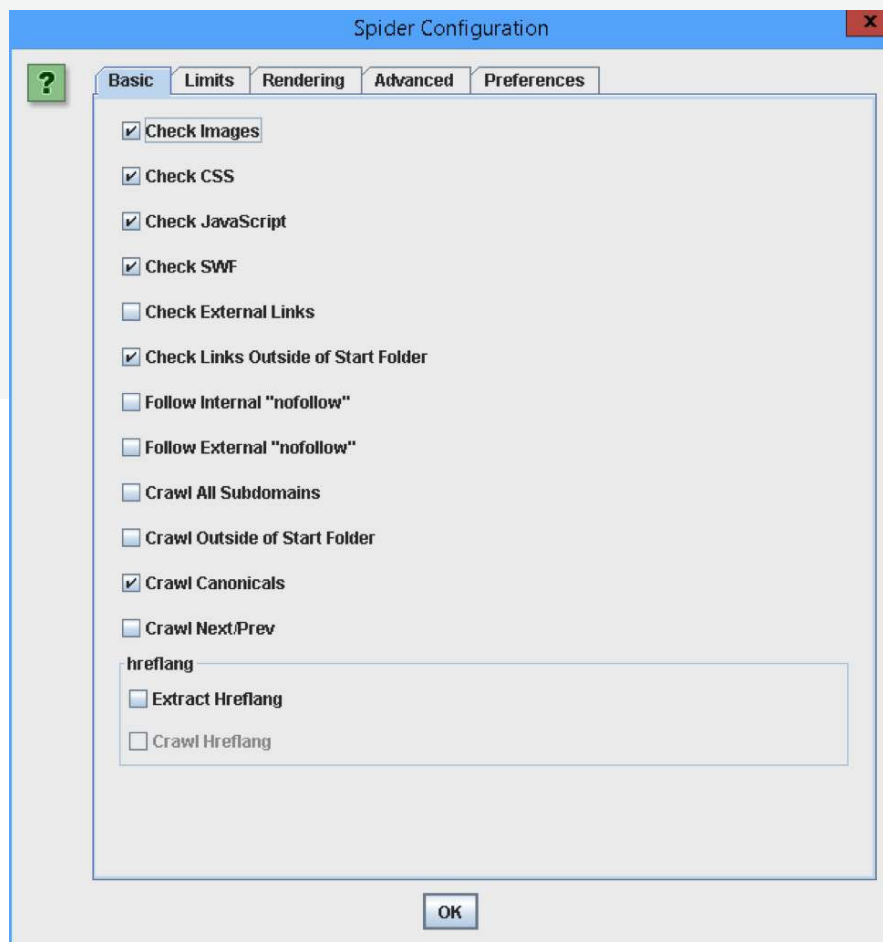 Spider Configuration
x
?
Basic Limits Rendering Advanced Preferences
Check Images
Check CSS
Check JavaScript
Check SWF
Check External Links
Check Links Outside of Start Folder
Follow Internal "nofollow"
Follow External "nofollow"
Crawl All Subdomains
Crawl Outside of Start Folder
Crawl Canonicals
Crawl Next/Prev
hreflang
Extract Hreflang
Crawl Hreflang
OK